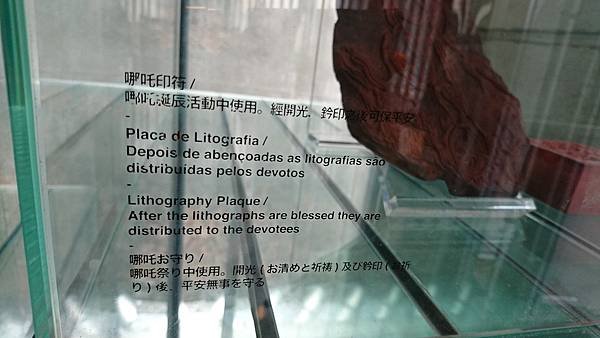 哪吒印符 /
哪吒誕辰活動中使用。經開光、鈐印之後可保平安
-
Placa de Litografia /
Depois de abençoadas as litografias são
distribuídas pelos devotos
-
Lithography Plaque /
After the lithographs are blessed they are
distributed to the devotees
-
哪吒お守り /
哪吒祭り中使用。開光 ( お清めと祈祷 ) 及び鈐印 ( お祈
り ) 後、平安無事を守る